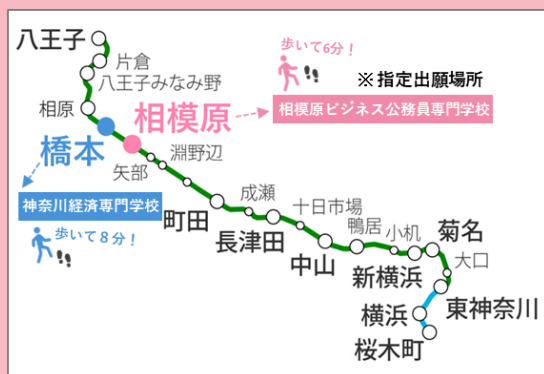 八王子
片倉
八王子みなみ野
相原
橋本
相模原
矢部
淵野辺
町田
成瀬
長津田
十日市場
中山
鴨居
小机
新横浜
菊名
大口
東神奈川
横浜
桜木町
歩いて6分！
※ 指定出願場所
相模原ビジネス公務員専門学校
神奈川経済専門学校
歩いて8分！